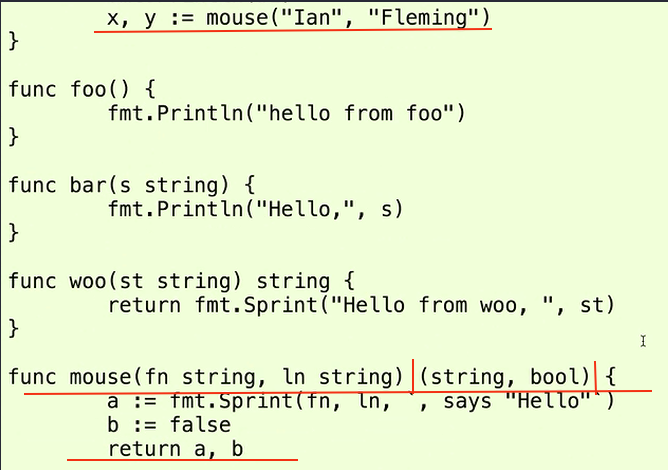 x, y := mouse("Ian", "Fleming")
}
func foo() {
fmt.Println("hello from foo")
}
func bar(s string) {
fmt.Println("Hello,", s)
}
func woo(st string) string {
return fmt.Sprint("Hello from woo, ", st)
}
func mouse(fn string, ln string) (string, bool) {
a := fmt.Sprint(fn, ln, `, says "Hello"`)
b := false
return a, b